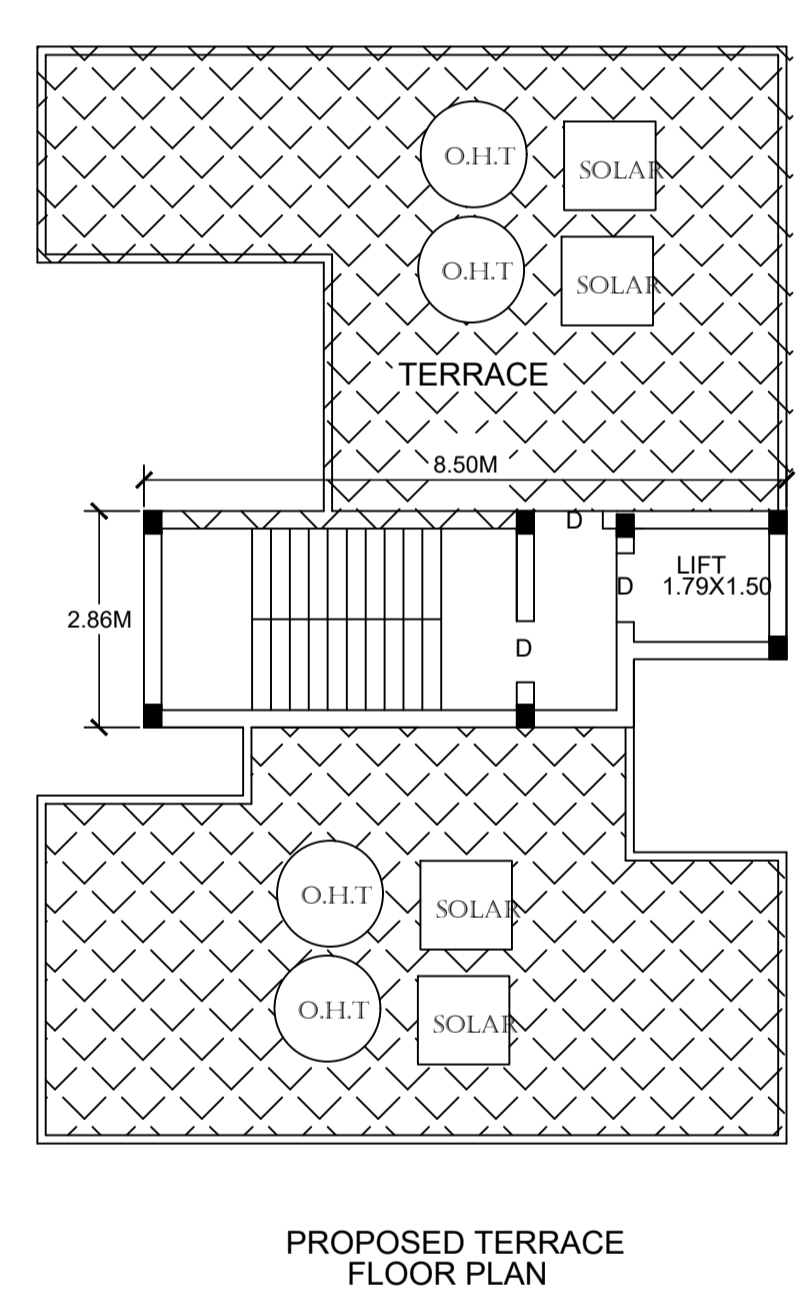 O.H.T
SOLAR
O.H.T
SOLAR
TERRACE
8.50M
D
LIFT
D
1.79X1.50
2.86M
D
O.H.T
SOLAR
O.H.T
SOLAR
PROPOSED TERRACE
FLOOR PLAN